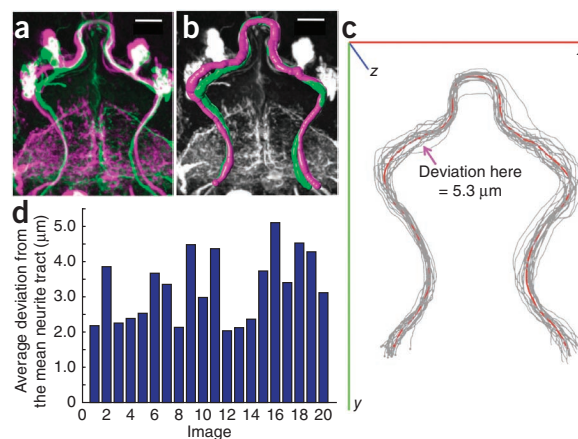 a
b
c
z
Deviation here
= 5.3 μm
y
d
Average deviation from
the mean neurite tract (μm)
5.0
4.0
3.0
2.0
1.0
0
0 2 4 6 8 10 12 14 16 18 20
Image